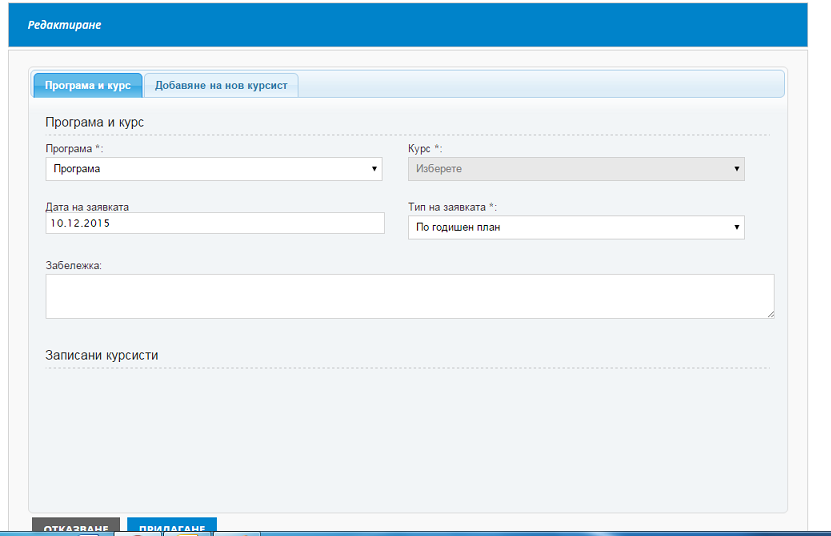 Редактиране
Програма и курс Добавяне на нов курсист
Програма и курс
Програма *: Курс *:
Програма Изберете
Дата на заявката Тип на заявката *:
10.12.2015 По годишен план
Забележка:
Записани курсисти
ОТКАЗВАНЕ ПРИЛАГАНЕ